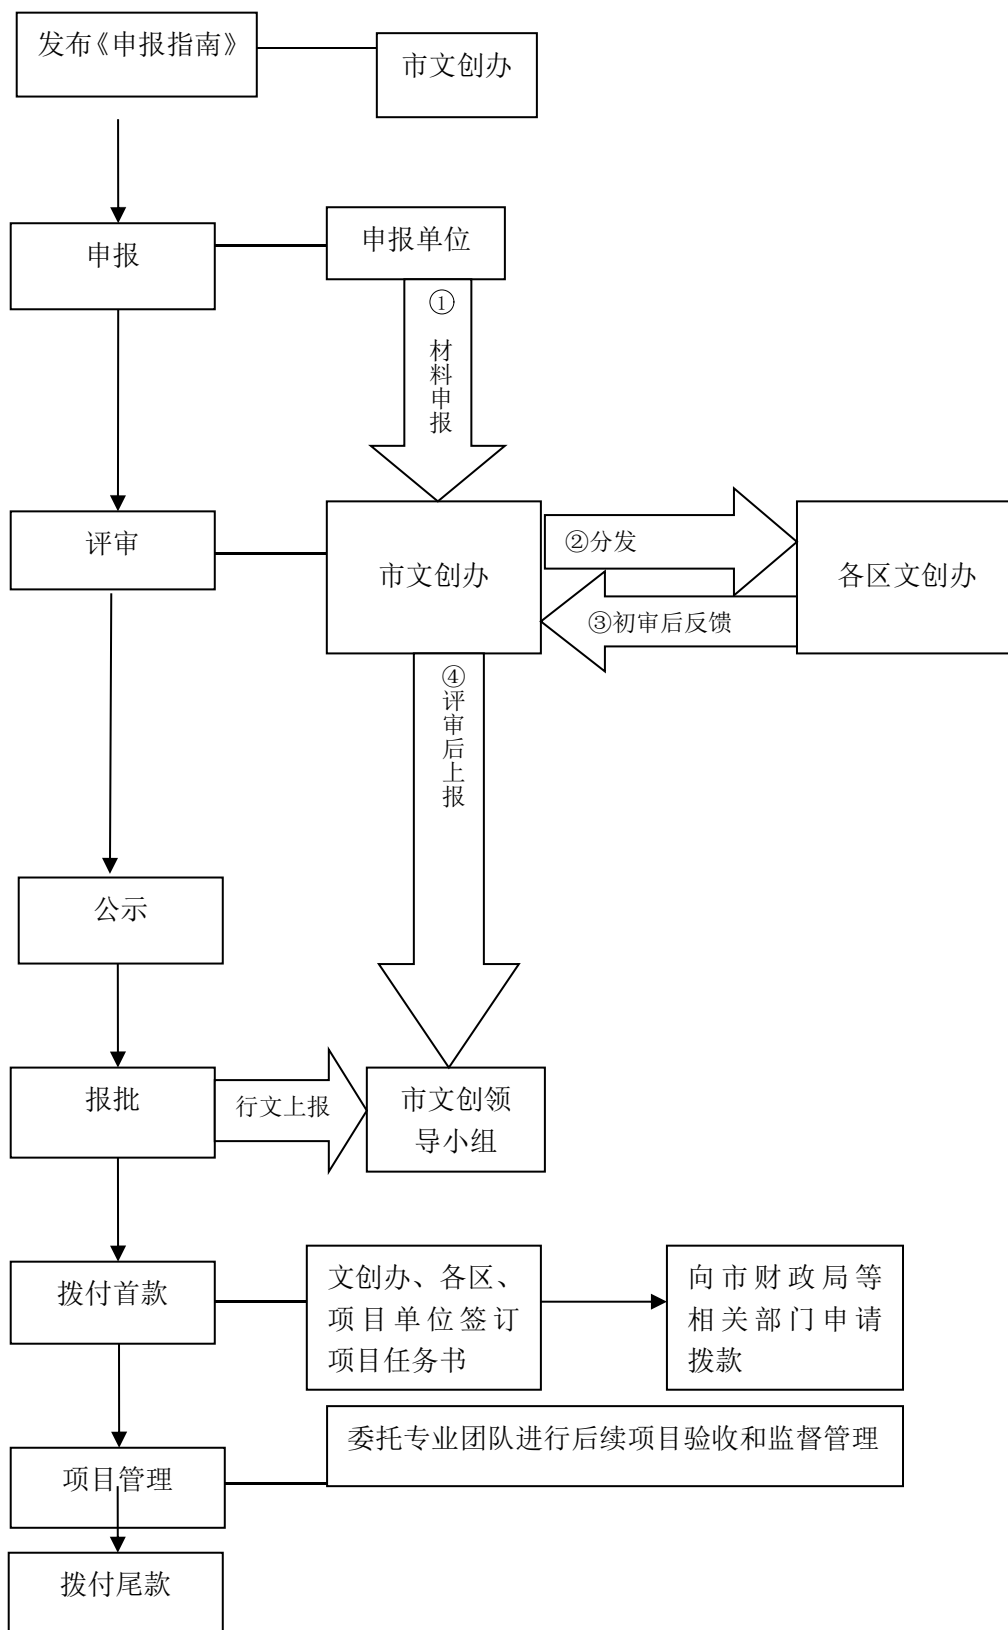 发布《申报指南》
市文创办
申报
申报单位
①
材料申报
评审
市文创办
②分发
③初审后反馈
各区文创办
④评审后上报
公示
报批
行文上报
市文创领
导小组
拨付首款
文创办、各区、
项目单位签订
项目任务书
向市财政局等
相关部门申请
拨款
委托专业团队进行后续项目验收和监督管理
项目管理
拨付尾款